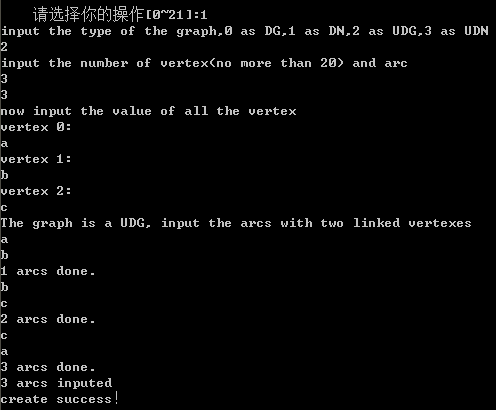 请选择你的操作[0~21]:1
input the type of the graph,0 as DG,1 as DN,2 as UDG,3 as UDN
2
input the number of vertex(no more than 20) and arc
3
3
now input the value of all the vertex
vertex 0:
a
vertex 1:
b
vertex 2:
c
The graph is a UDG, input the arcs with two linked vertexes
a
b
1 arcs done.
b
c
2 arcs done.
c
a
3 arcs done.
3 arcs inputed
create success!